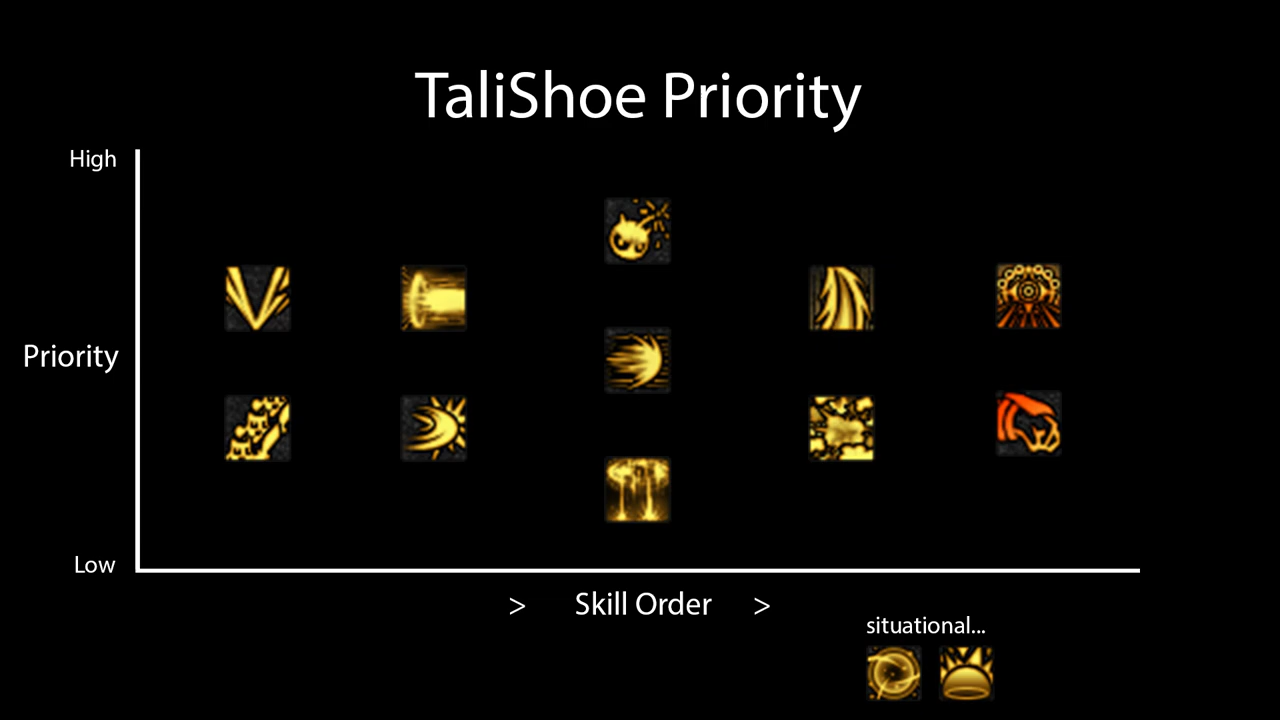 TaliShoe Priority
High
Priority
Low
> Skill Order >
situational...